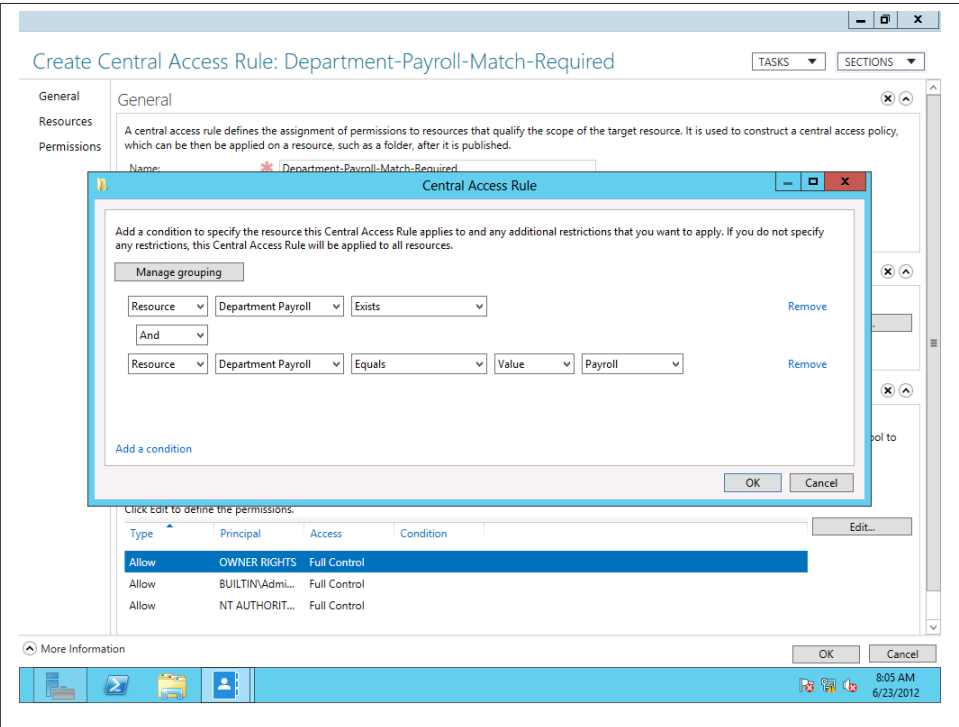 Create Central Access Rule: Department-Payroll-Match-Required
TASKS
SECTIONS
General
Resources
Permissions
General
A central access rule defines the assignment of permissions to resources that qualify the scope of the target resource. It is used to construct a central access policy,
which can be then be applied on a resource, such as a folder, after it is published.
Name:
Department-Payroll-Match-Required
Central Access Rule
Add a condition to specify the resource this Central Access Rule applies to and any additional restrictions that you want to apply. If you do not specify
any restrictions, this Central Access Rule will be applied to all resources.
Manage grouping
Resource Department Payroll Exists Remove
And
Resource Department Payroll Equals Value Payroll Remove
Add a condition
OK Cancel
to
Click Edit to define the permissions.
Edit...
Type Principal Access Condition
Allow OWNER RIGHTS Full Control
Allow BUILTIN\Admi... Full Control
Allow NT AUTHORIT... Full Control
More Information
OK Cancel
8:05 AM
6/23/2012